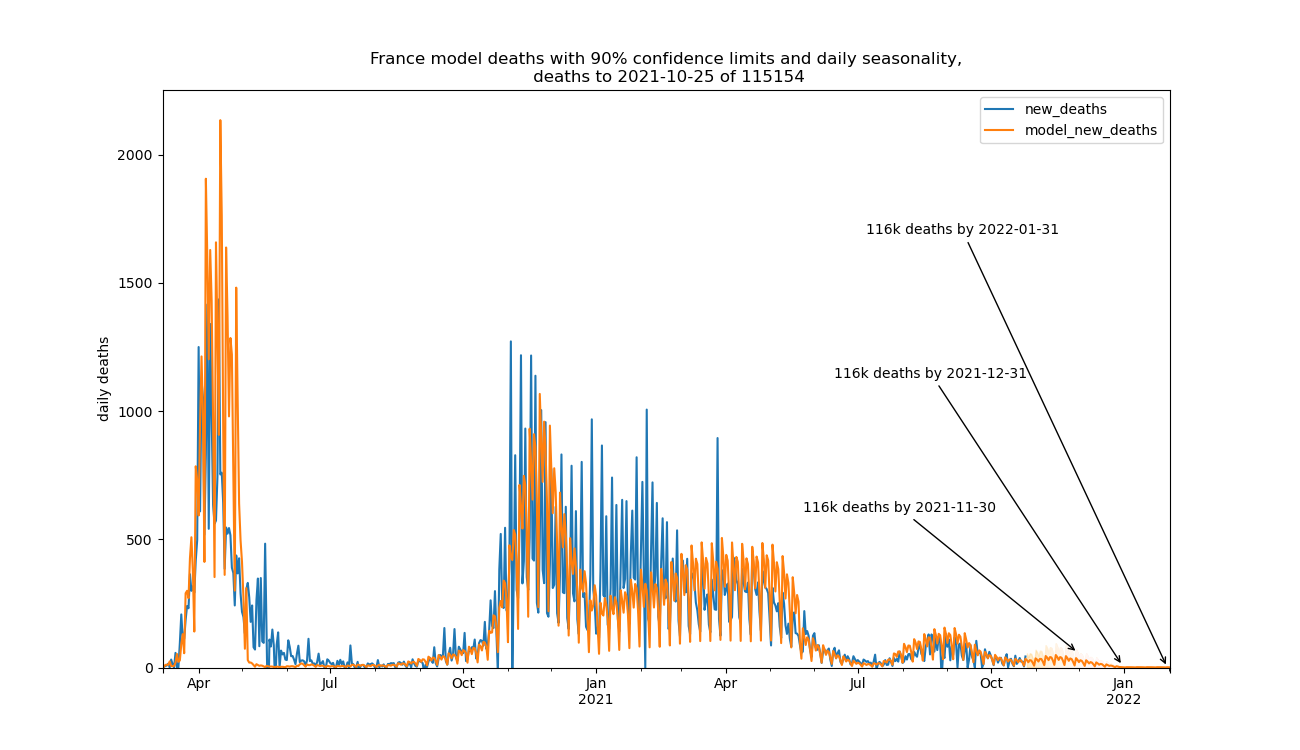 France model deaths with 90% confidence limits and daily seasonality,
deaths to 2021-10-25 of 115154
new_deaths
model_new_deaths
daily deaths
2000
1500
1000
500
0
116k deaths by 2022-01-31
116k deaths by 2021-12-31
116k deaths by 2021-11-30
Apr Jul Oct Jan Apr Jul Oct Jan
2021 2022